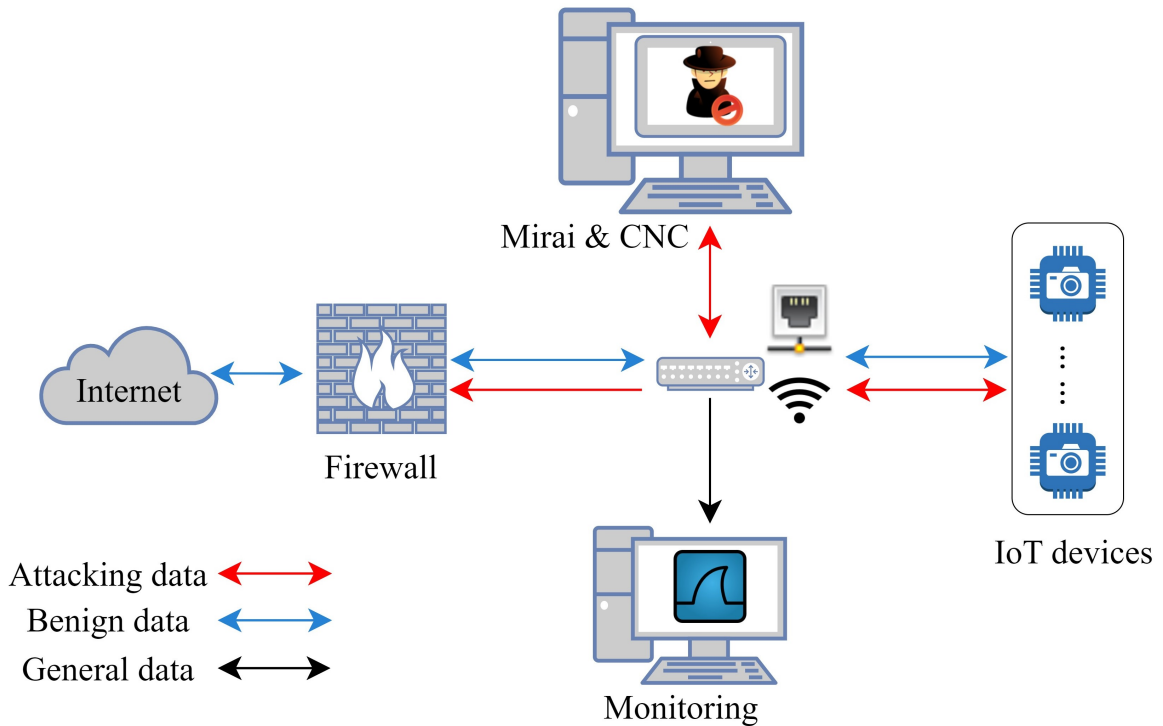 Mirai & CNC
Internet
Firewall
IoT devices
Attacking data
Benign data
General data
Monitoring